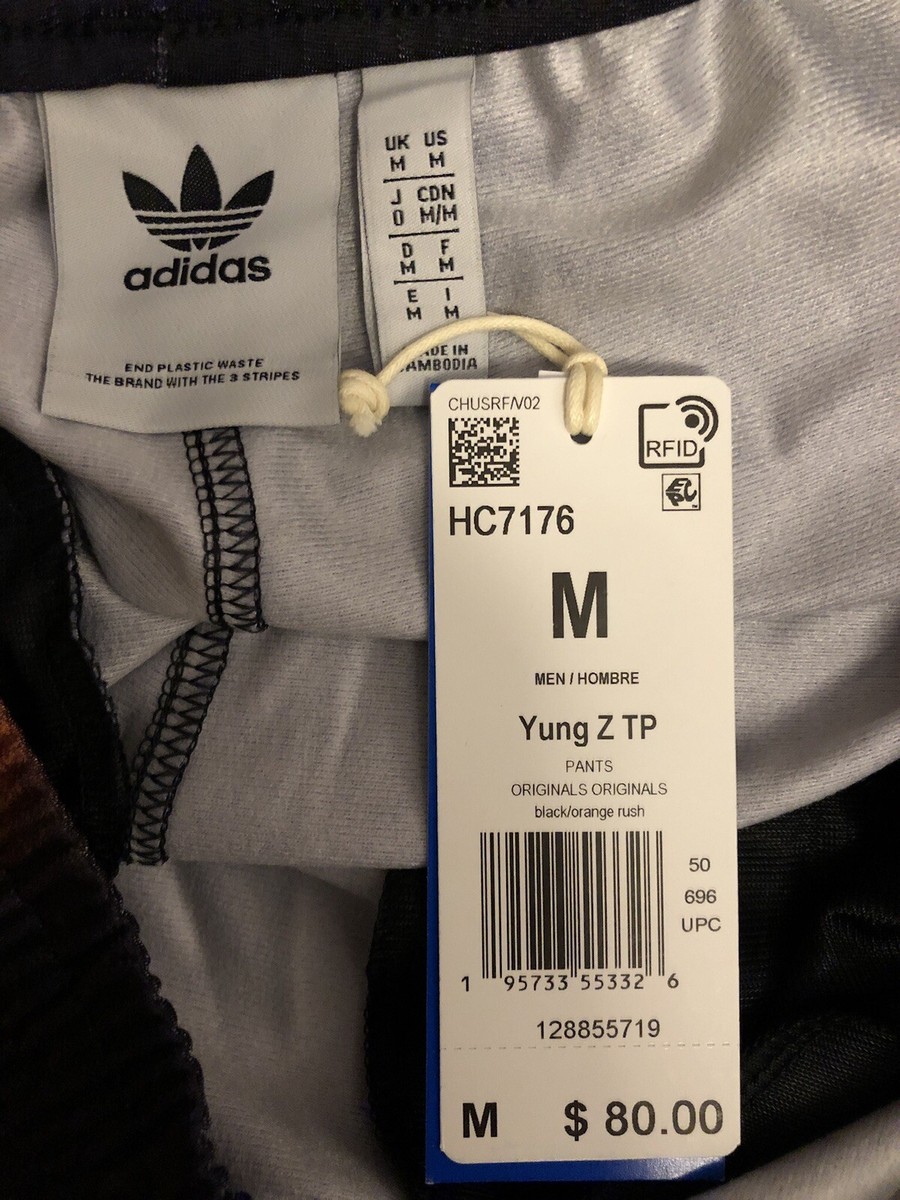 adidas
END PLASTIC WASTE
THE BRAND WITH THE 3 STRIPES
UK US
M M
J CDN
O M/M
D F
M M
E I
M M
IN
CHUSRF/V02
RFID
HC7176
M
MEN / HOMBRE
Yung Z TP
PANTS
ORIGINALS ORIGINALS
black/orange rush
50
696
UPC
1 95733 55332 6
128855719
M $ 80.00